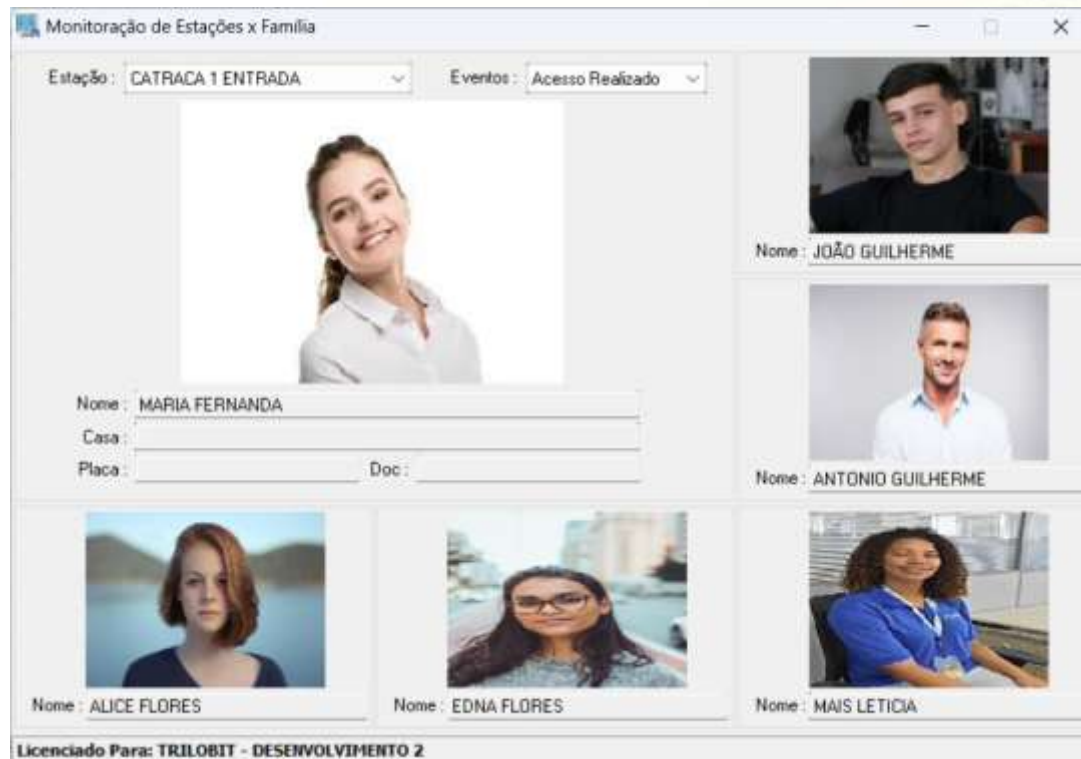 Monitoração de Estações x Família
Estação : CATRACA 1 ENTRADA Eventos : Acesso Realizado
Nome : JOÃO GUILHERME
Nome : MARIA FERNANDA
Casa :
Placa : Doc :
Nome : ANTONIO GUILHERME
Nome : ALICE FLORES Nome : EDNA FLORES Nome : MAIS LETICIA
Licenciado Para: TRILOBIT - DESENVOLVIMENTO 2